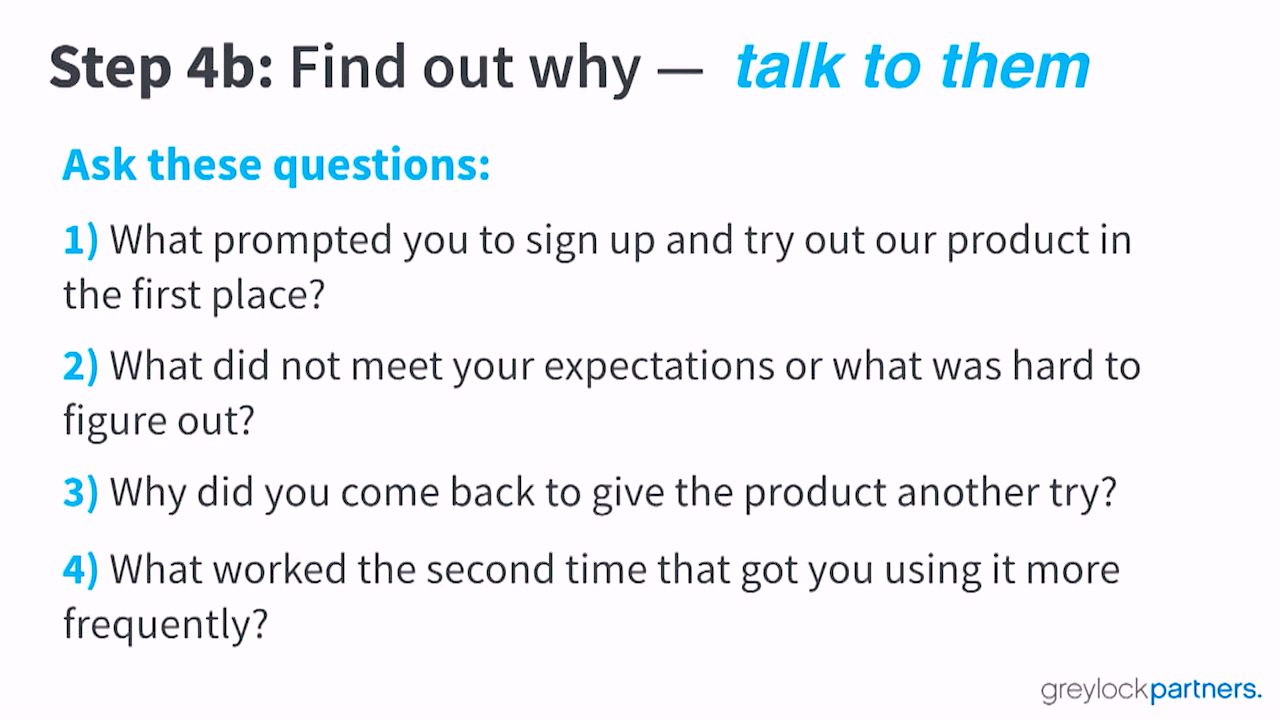 Step 4b: Find out why — talk to them
Ask these questions:
1) What prompted you to sign up and try out our product in
the first place?
2) What did not meet your expectations or what was hard to
figure out?
3) Why did you come back to give the product another try?
4) What worked the second time that got you using it more
frequently?
greylockpartners.